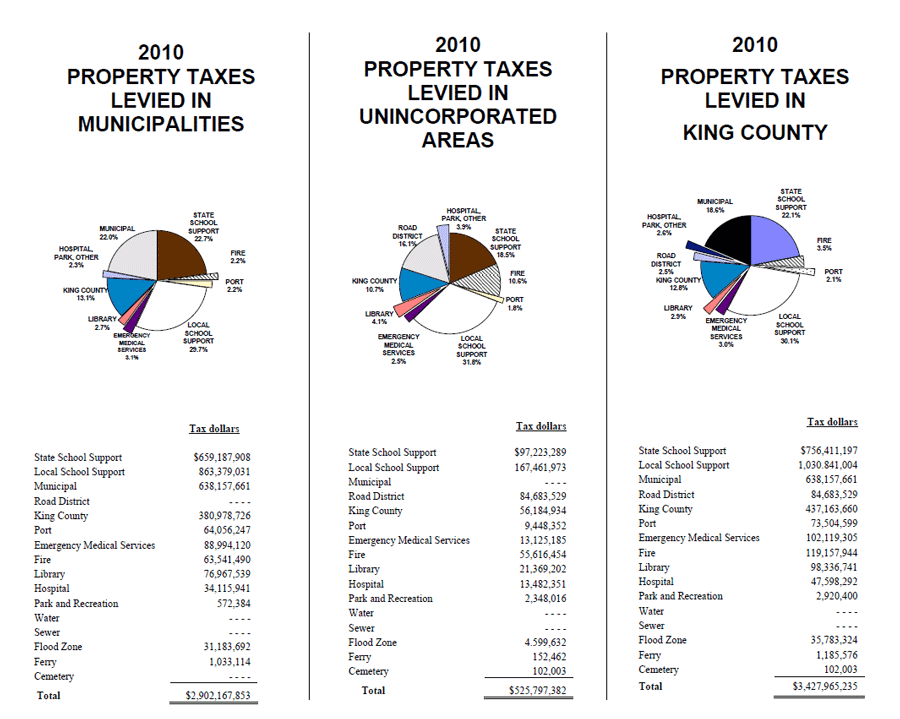 2010
PROPERTY TAXES
LEVIED IN
MUNICIPALITIES
STATE
SCHOOL
SUPPORT
22.7%
FIRE
2.2%
PORT
2.2%
LOCAL
SCHOOL
SUPPORT
29.7%
EMERGENCY
MEDICAL
SERVICES
3.1%
LIBRARY
2.7%
KING COUNTY
13.1%
HOSPITAL,
PARK, OTHER
2.3%
MUNICIPAL
22.0%
Tax dollars
State School Support $659,187,908
Local School Support 863,379,031
Municipal 638,157,661
Road District - - - -
King County 380,978,726
Port 64,056,247
Emergency Medical Services 88,994,120
Fire 63,541,490
Library 76,967,539
Hospital 34,115,941
Park and Recreation 572,384
Water - - - -
Sewer - - - -
Flood Zone 31,183,692
Ferry 1,033,114
Cemetery - - - -
Total $2,902,167,853
2010
PROPERTY TAXES
LEVIED IN
UNINCORPORATED
AREAS
HOSPITAL,
PARK, OTHER
3.9%
STATE
SCHOOL
SUPPORT
18.5%
FIRE
10.6%
PORT
1.8%
LOCAL
SCHOOL
SUPPORT
31.8%
EMERGENCY
MEDICAL
SERVICES
2.5%
LIBRARY
4.1%
KING COUNTY
10.7%
ROAD
DISTRICT
16.1%
Tax dollars
State School Support $97,223,289
Local School Support 167,461,973
Municipal - - - -
Road District 84,683,529
King County 56,184,934
Port 9,448,352
Emergency Medical Services 13,125,185
Fire 55,616,454
Library 21,369,202
Hospital 13,482,351
Park and Recreation 2,348,016
Water - - - -
Sewer - - - -
Flood Zone 4.599,632
Ferry 152,462
Cemetery 102,003
Total $525,797,382
2010
PROPERTY TAXES
LEVIED IN
KING COUNTY
STATE
SCHOOL
SUPPORT
22.1%
FIRE
3.5%
PORT
2.1%
LOCAL
SCHOOL
SUPPORT
30.1%
EMERGENCY
MEDICAL
SERVICES
3.0%
LIBRARY
2.9%
KING COUNTY
12.8%
ROAD
DISTRICT
2.5%
HOSPITAL,
PARK, OTHER
2.6%
MUNICIPAL
18.6%
Tax dollars
State School Support $756,411,197
Local School Support 1,030.841,004
Municipal 638,157,661
Road District 84,683,529
King County 437,163,660
Port 73,504,599
Emergency Medical Services 102,119,305
Fire 119,157,944
Library 98,336,741
Hospital 47,598,292
Park and Recreation 2,920,400
Water - - - -
Sewer - - - -
Flood Zone 35,783,324
Ferry 1,185,576
Cemetery 102,003
Total $3,427,965,235